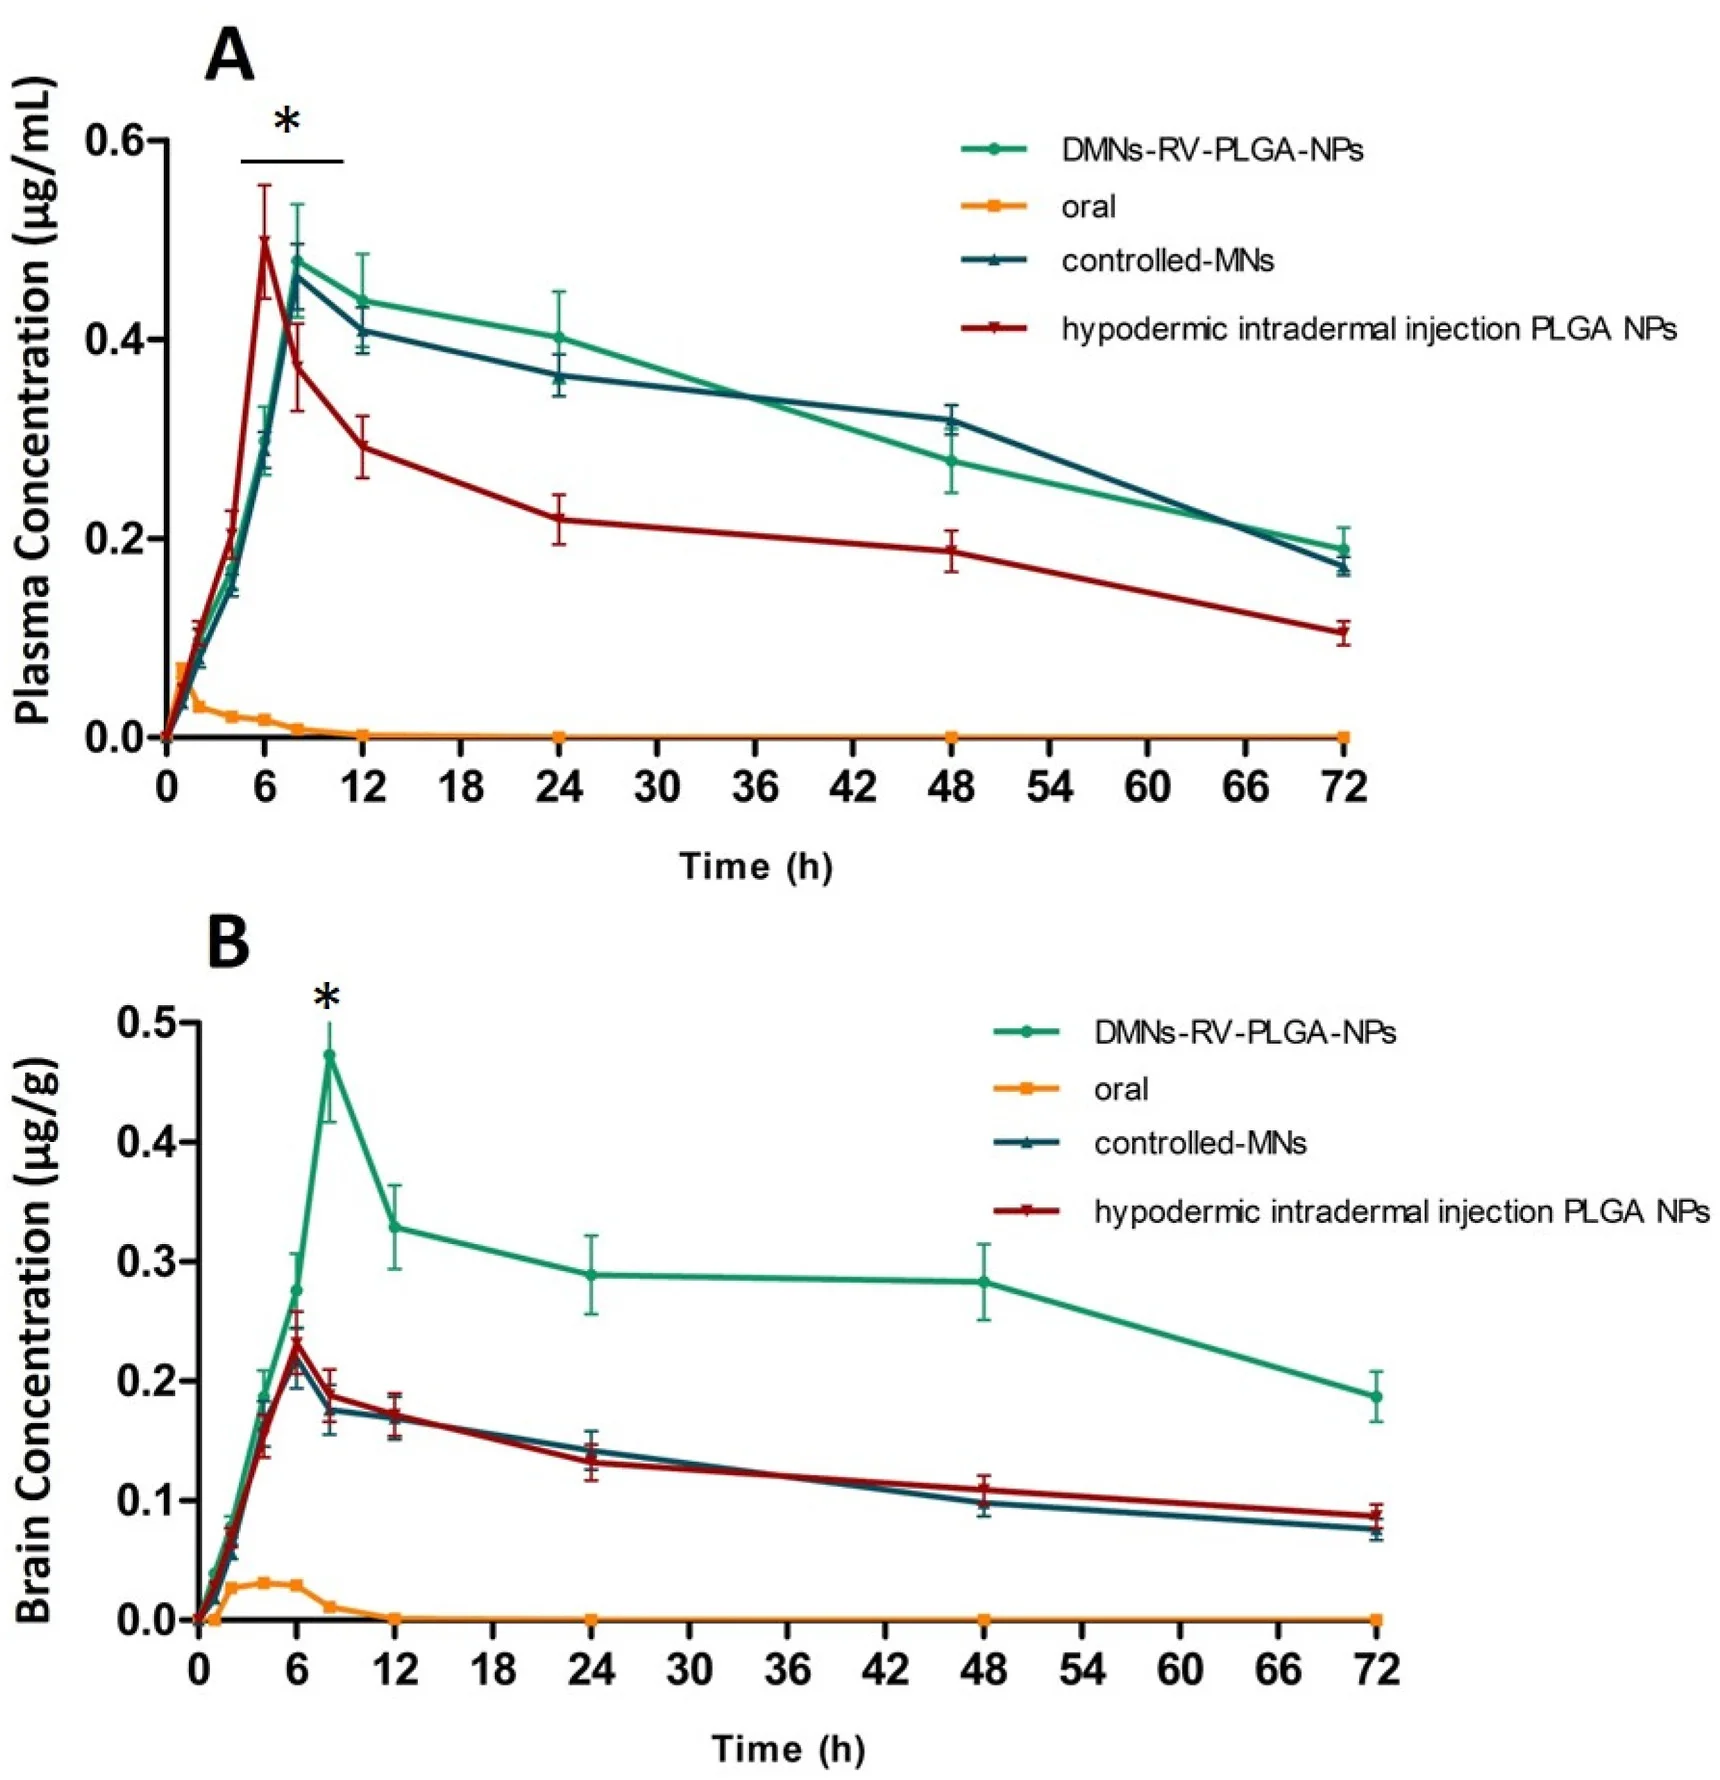 A
*
Plasma Concentration (µg/mL)
0.6
0.4
0.2
0.0
DMNs-RV-PLGA-NPs
oral
controlled-MNs
hypodermic intradermal injection PLGA NPs
0 6 12 18 24 30 36 42 48 54 60 66 72
Time (h)
B
*
Brain Concentration (µg/g)
0.5
0.4
0.3
0.2
0.1
0.0
DMNs-RV-PLGA-NPs
oral
controlled-MNs
hypodermic intradermal injection PLGA NPs
0 6 12 18 24 30 36 42 48 54 60 66 72
Time (h)